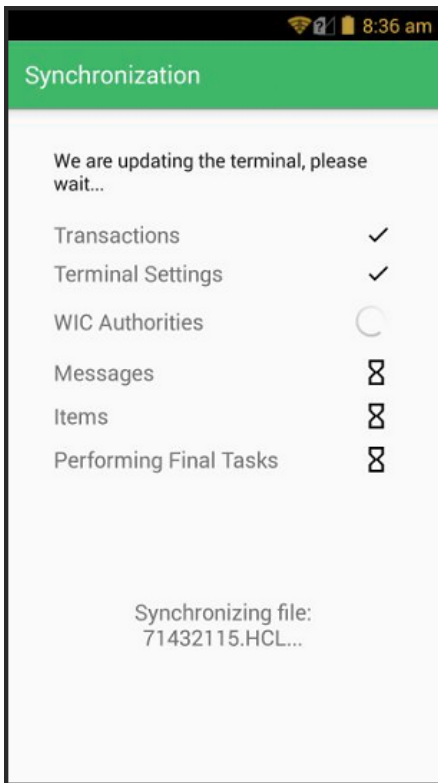 8:36 am
Synchronization
We are updating the terminal, please
wait...
Transactions
Terminal Settings
WIC Authorities
Messages
Items
Performing Final Tasks
Synchronizing file:
71432115.HCL...